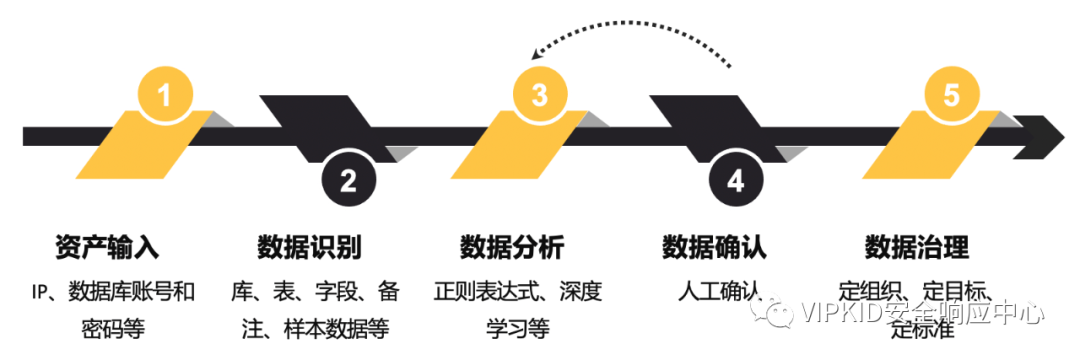 1
2
3
4
5
资产输入
IP、数据库账号和
密码等
数据识别
库、表、字段、备
注、样本数据等
数据分析
正则表达式、深度
学习等
数据确认
人工确认
数据治理
定组织、定目标、
定标准
VIPKID安全响应中心